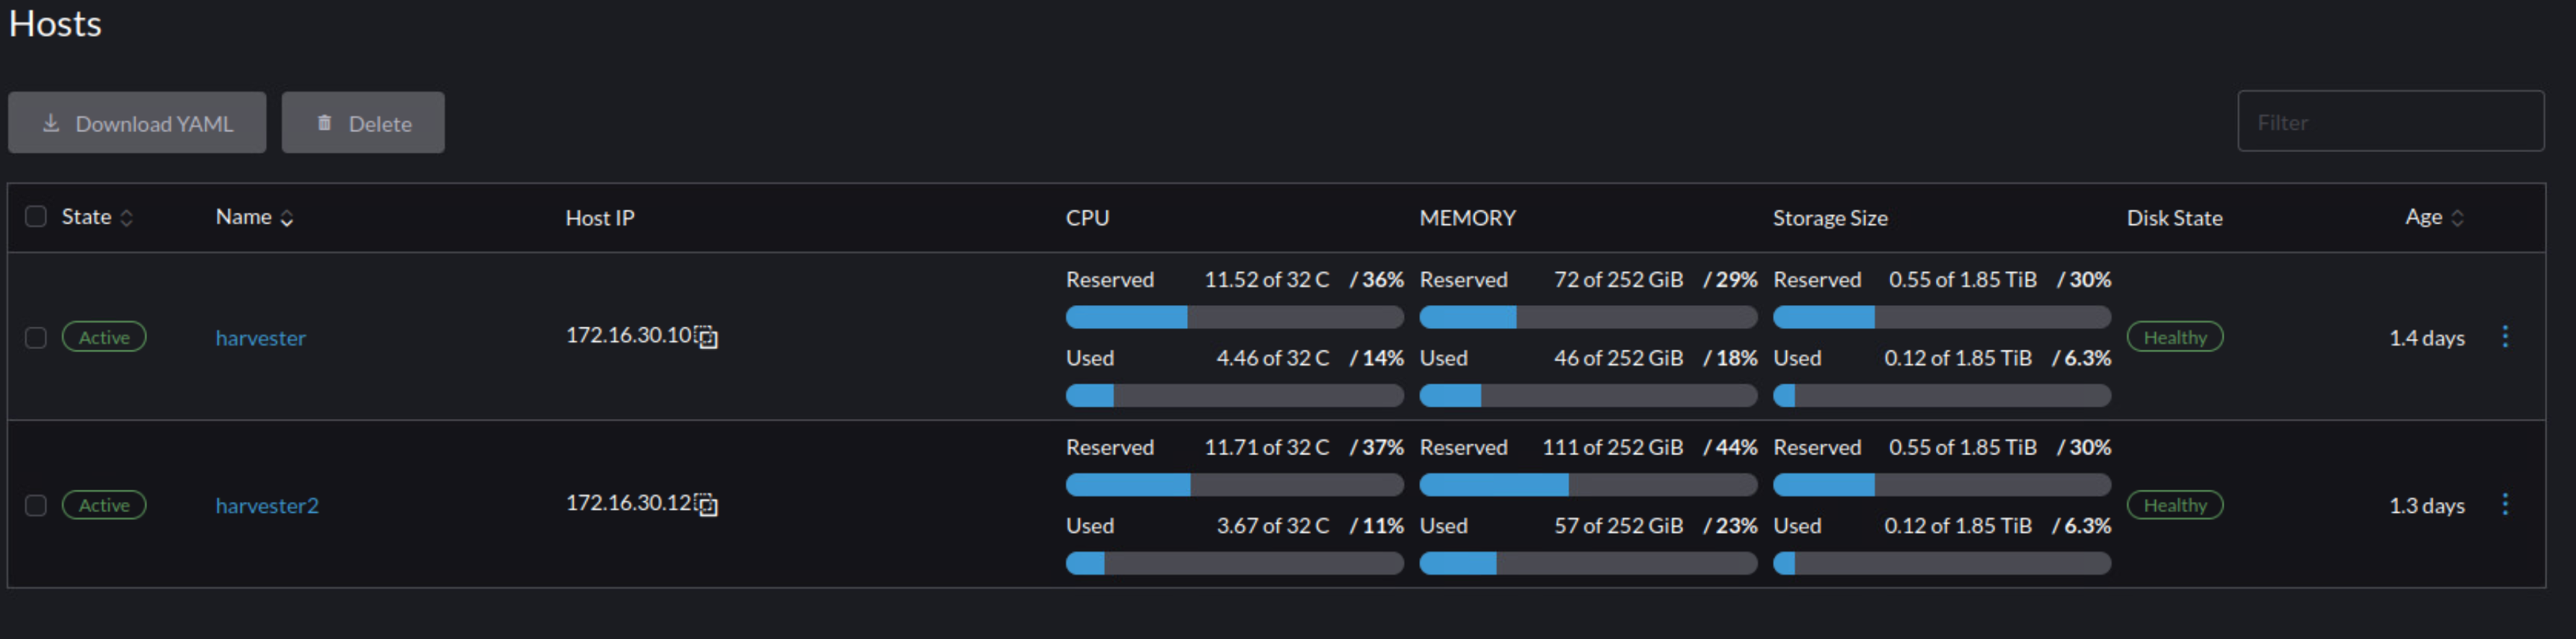 Hosts
Download YAML Delete Filter
State Name Host IP CPU MEMORY Storage Size Disk State Age
Reserved 11.52 of 32 C / 36% Reserved 72 of 252 GiB / 29% Reserved 0.55 of 1.85 TiB / 30%
Active harvester 172.16.30.10 Healthy 1.4 days
Used 4.46 of 32 C / 14% Used 46 of 252 GiB / 18% Used 0.12 of 1.85 TiB / 6.3%
Reserved 11.71 of 32 C / 37% Reserved 111 of 252 GiB / 44% Reserved 0.55 of 1.85 TiB / 30%
Active harvester2 172.16.30.12 Healthy 1.3 days
Used 3.67 of 32 C / 11% Used 57 of 252 GiB / 23% Used 0.12 of 1.85 TiB / 6.3%